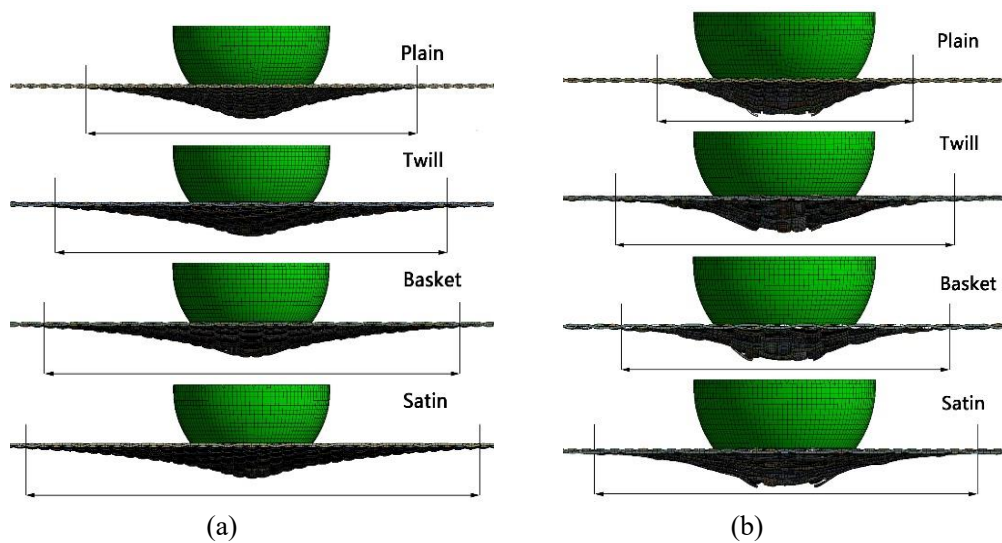 Plain
Twill
Basket
Satin
(a)
Plain
Twill
Basket
Satin
(b)